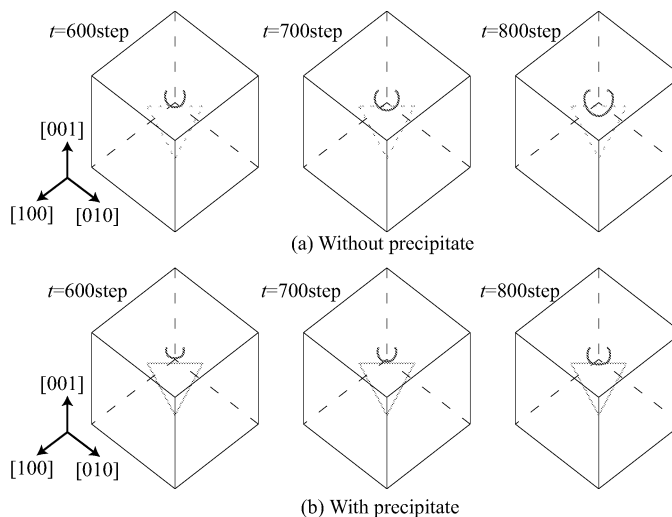 t=600step t=700step t=800step
[001]
[100] [010]
(a) Without precipitate
t=600step t=700step t=800step
[001]
[100] [010]
(b) With precipitate